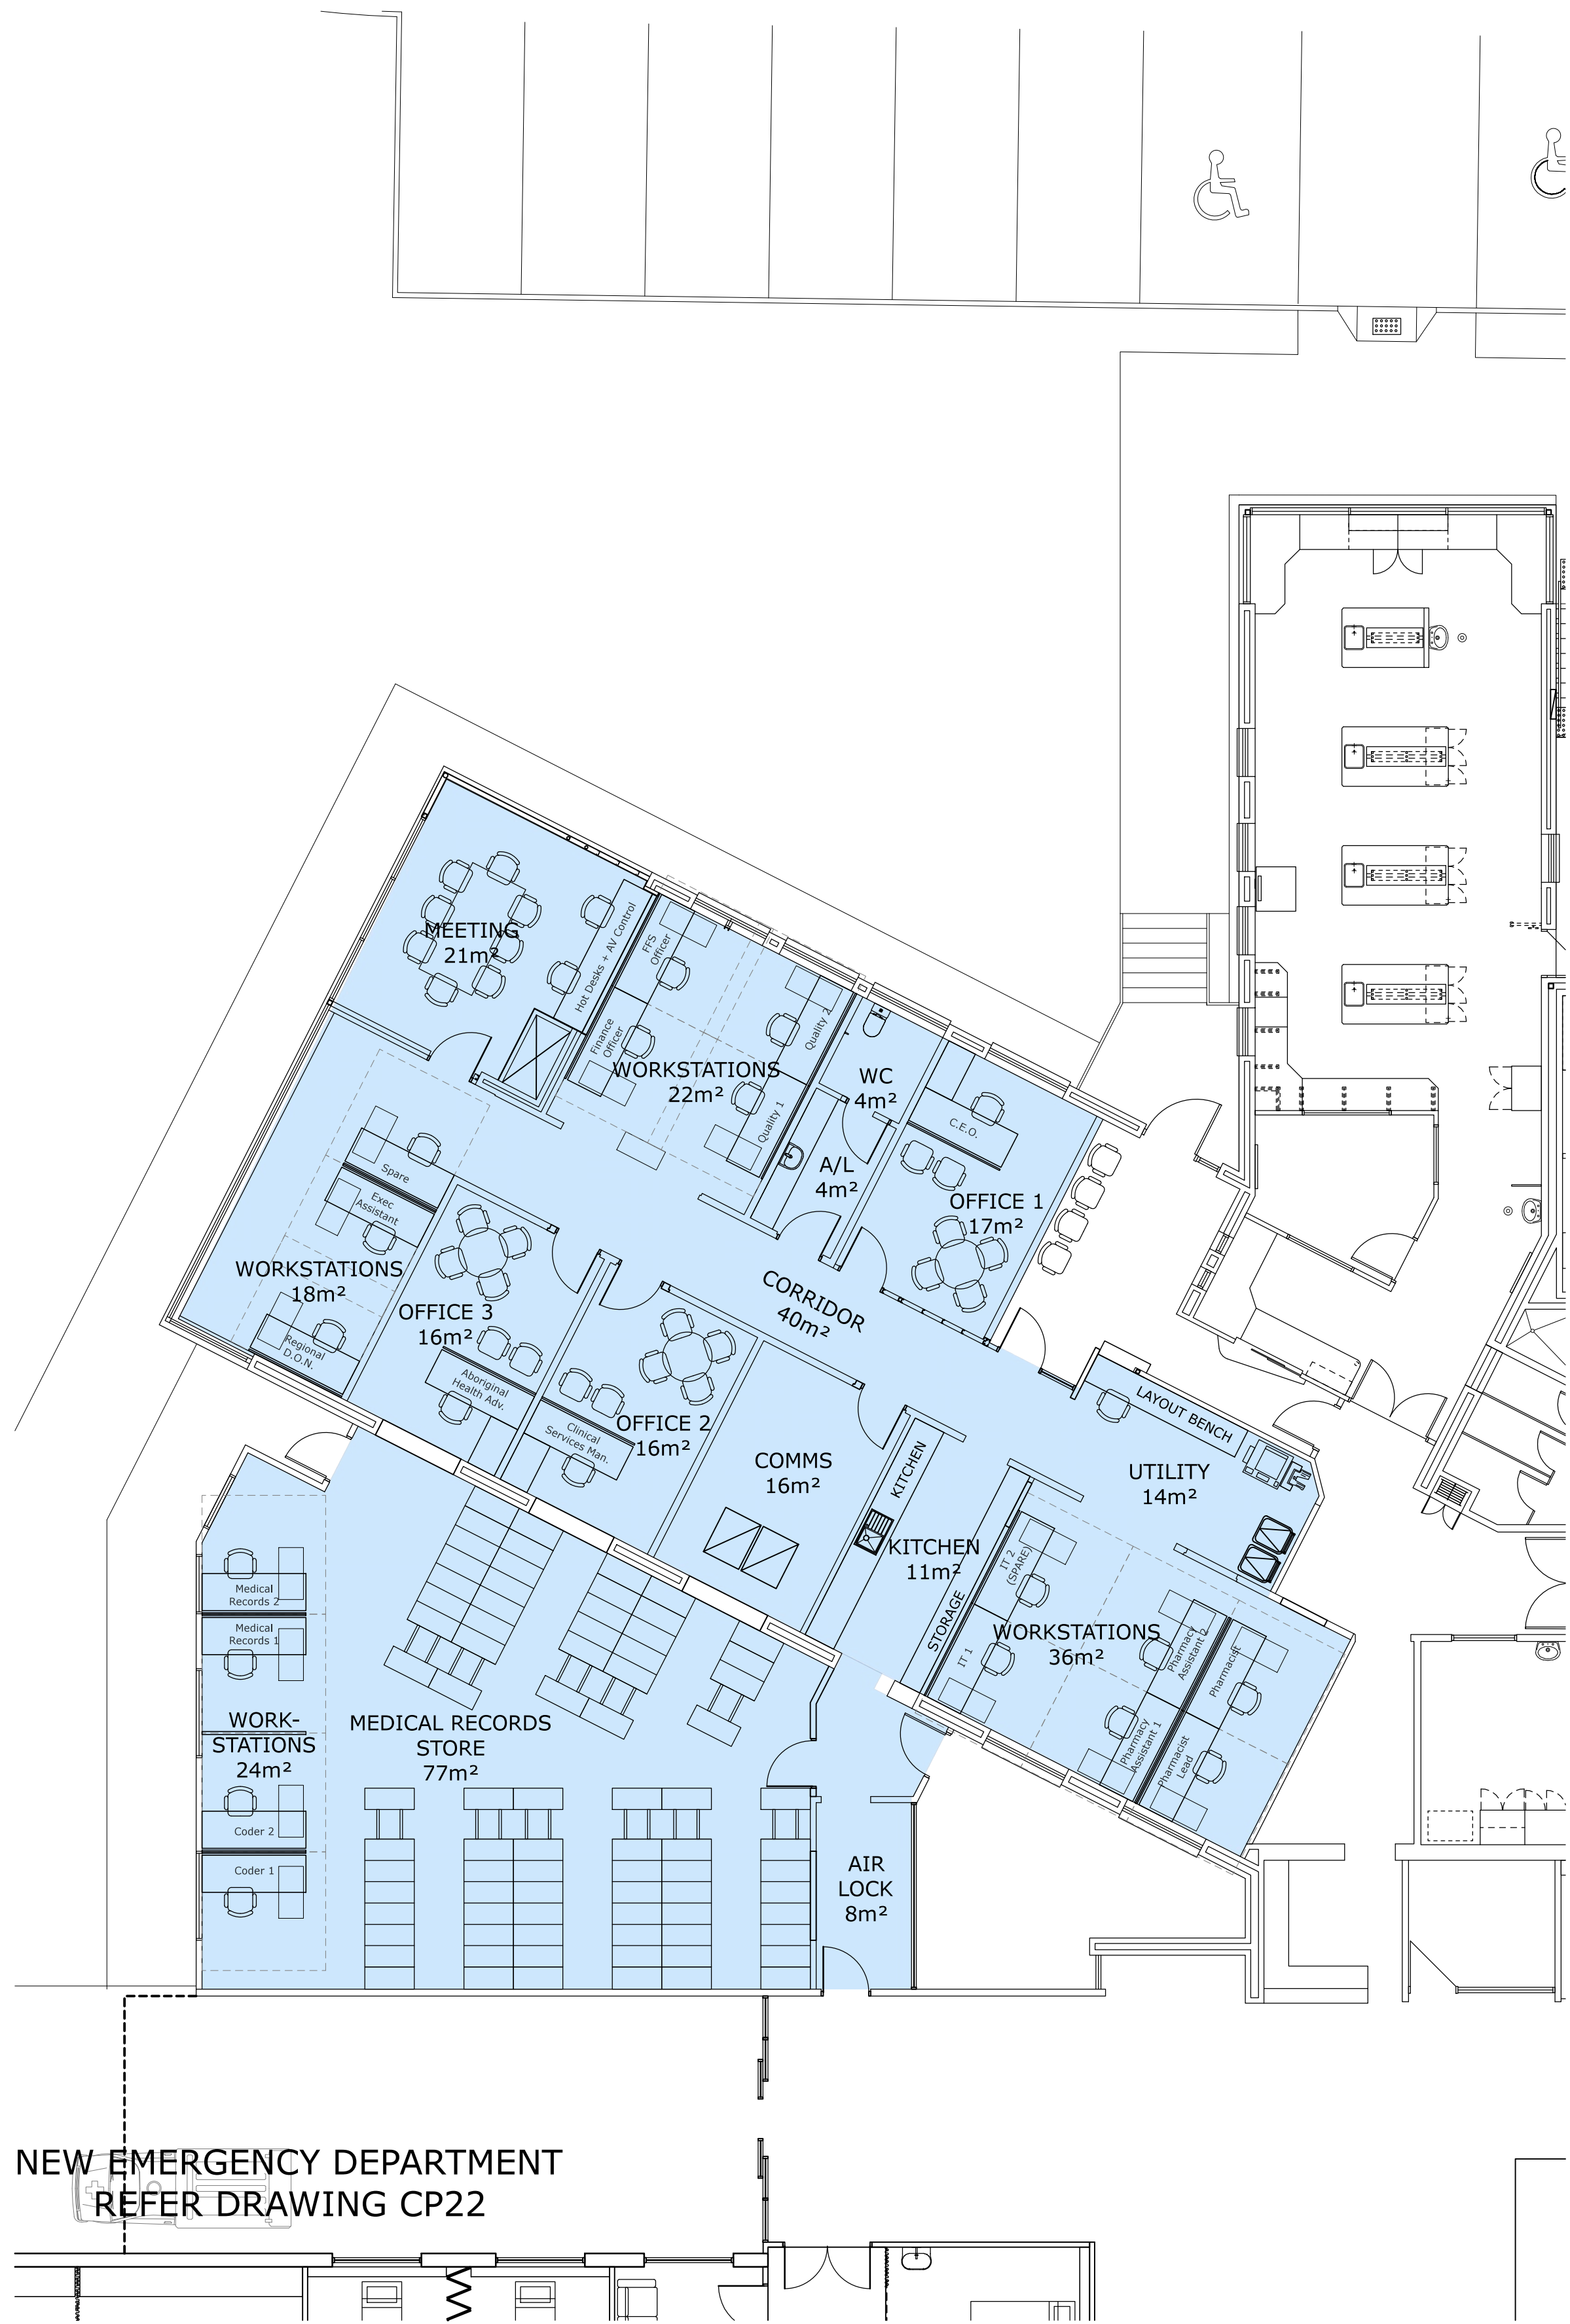 MEETING
21m²
Hot Desks + AV Control
FFS
Officer
Finance
Officer
WORKSTATIONS
22m²
Quality 2
Quality 1
WC
4m²
A/L
4m²
C.E.O.
OFFICE 1
17m²
Spare
Exec
Assistant
WORKSTATIONS
18m²
Regional
D.O.N.
OFFICE 3
16m²
Aboriginal
Health Adv.
CORRIDOR
40m²
OFFICE 2
16m²
Clinical
Services Man.
COMMS
16m²
KITCHEN
KITCHEN
11m²
STORAGE
LAYOUT BENCH
UTILITY
14m²
IT 2
(SPARE)
IT 1
WORKSTATIONS
36m²
Pharmacy
Assistant 2
Pharmacist
Pharmacy
Assistant 1
Pharmacist
Lead
Medical
Records 2
Medical
Records 1
WORK-
STATIONS
24m²
MEDICAL RECORDS
STORE
77m²
Coder 2
Coder 1
AIR
LOCK
8m²
NEW EMERGENCY DEPARTMENT
REFER DRAWING CP22